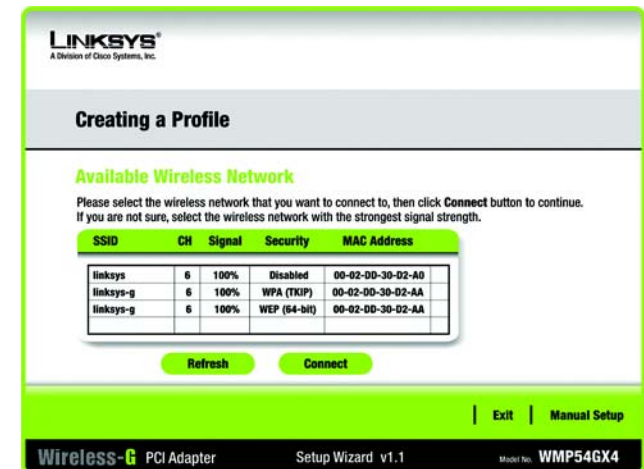 LINKSYS®
A Division of Cisco Systems, Inc.
Creating a Profile
Available Wireless Network
Please select the wireless network that you want to connect to, then click Connect button to continue.
If you are not sure, select the wireless network with the strongest signal strength.
SSID CH Signal Security MAC Address
linksys 6 100% Disabled 00-02-DD-30-D2-A0
linksys-g 6 100% WPA (TKIP) 00-02-DD-30-D2-AA
linksys-g 6 100% WEP (64-bit) 00-02-DD-30-D2-AA
Refresh Connect
Exit Manual Setup
Wireless-G PCI Adapter Setup Wizard v1.1 Model No. WMP54GX4